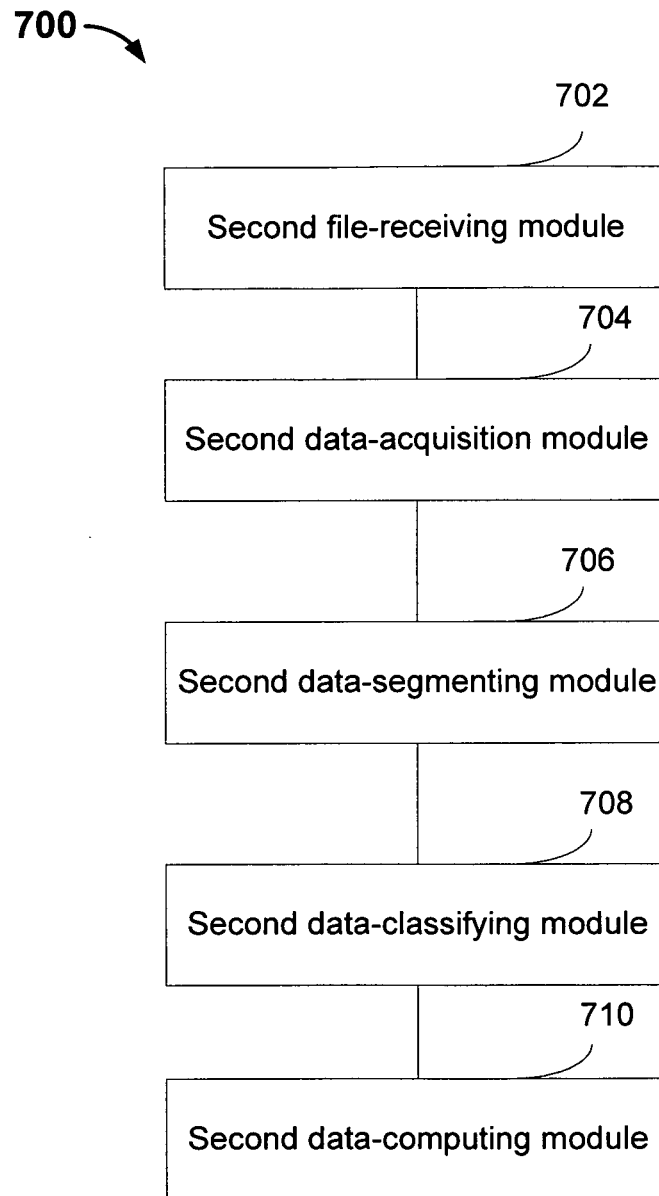 700
702
Second file-receiving module
704
Second data-acquisition module
706
Second data-segmenting module
708
Second data-classifying module
710
Second data-computing module